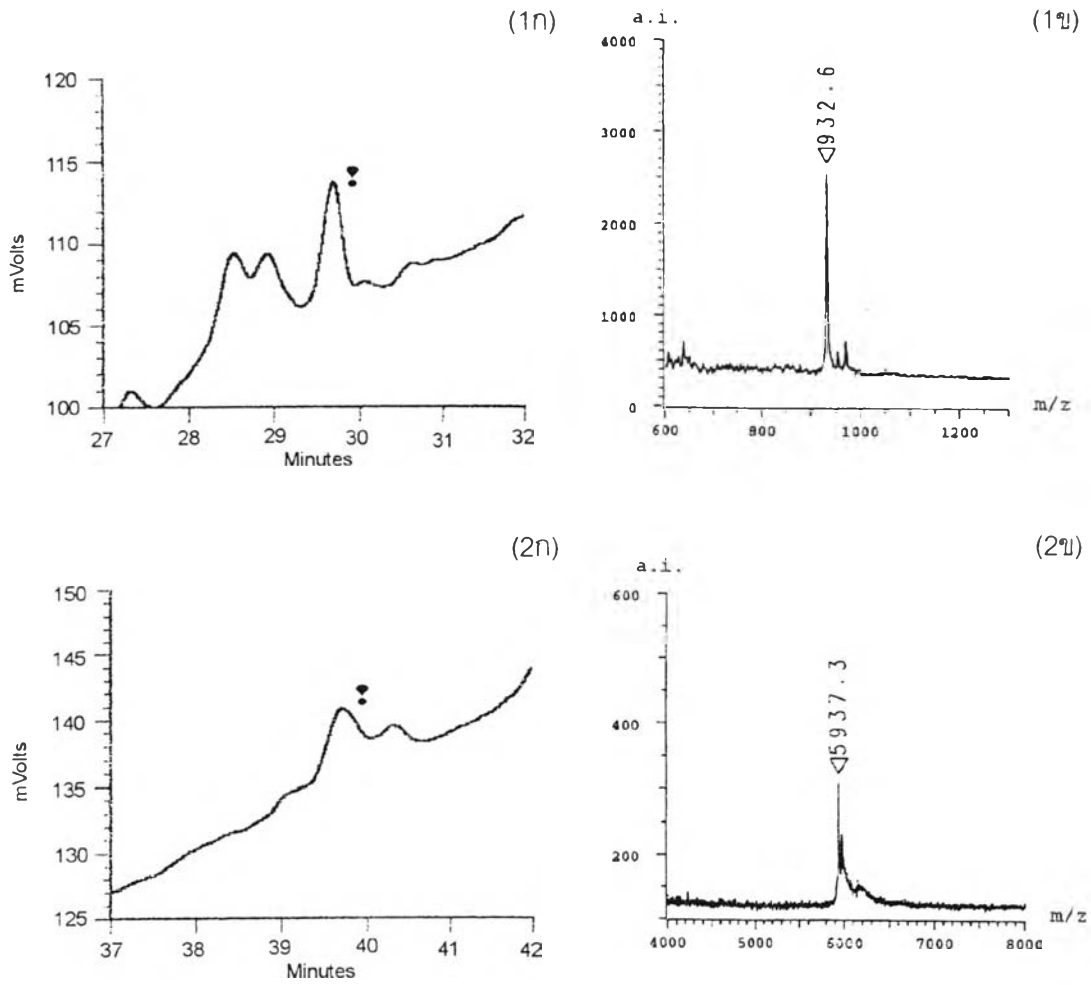 (1ก)
120
115
110
105
100
mVolts
27 28 29 30 31 32
Minutes
(1ข)
a.i.
4000
3000
2000
1000
0
932.6
600 800 1000 1200
m/z
(2ก)
150
145
140
135
130
125
mVolts
37 38 39 40 41 42
Minutes
(2ข)
a.i.
600
400
200
5937.3
4000 5000 6000 7000 8000
m/z